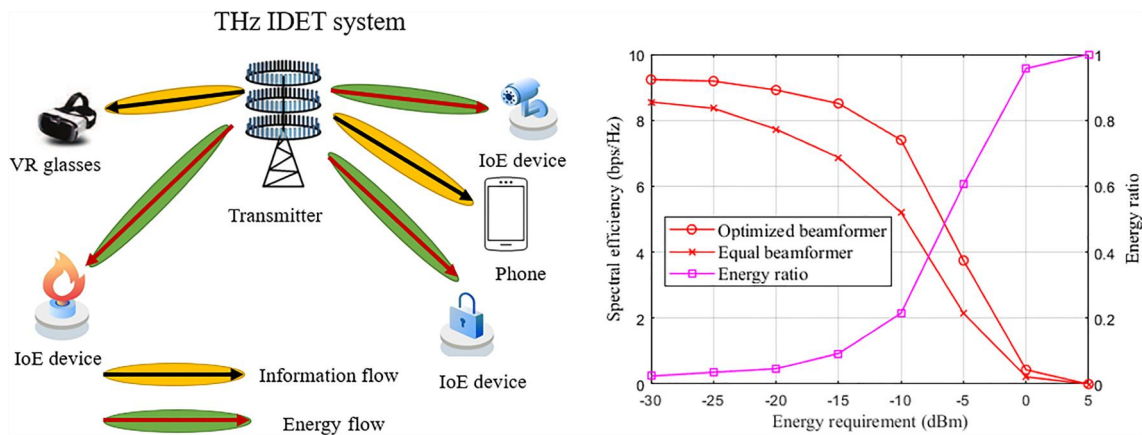 THz IDET system
VR glasses
Transmitter
IoE device
Phone
IoE device
IoE device
Information flow
Energy flow
Spectral efficiency (bps/Hz)
10
8
6
4
2
0
Optimized beamformer
Equal beamformer
Energy ratio
1
0.8
0.6
0.4
0.2
0
Energy ratio
-30 -25 -20 -15 -10 -5 0 5
Energy requirement (dBm)